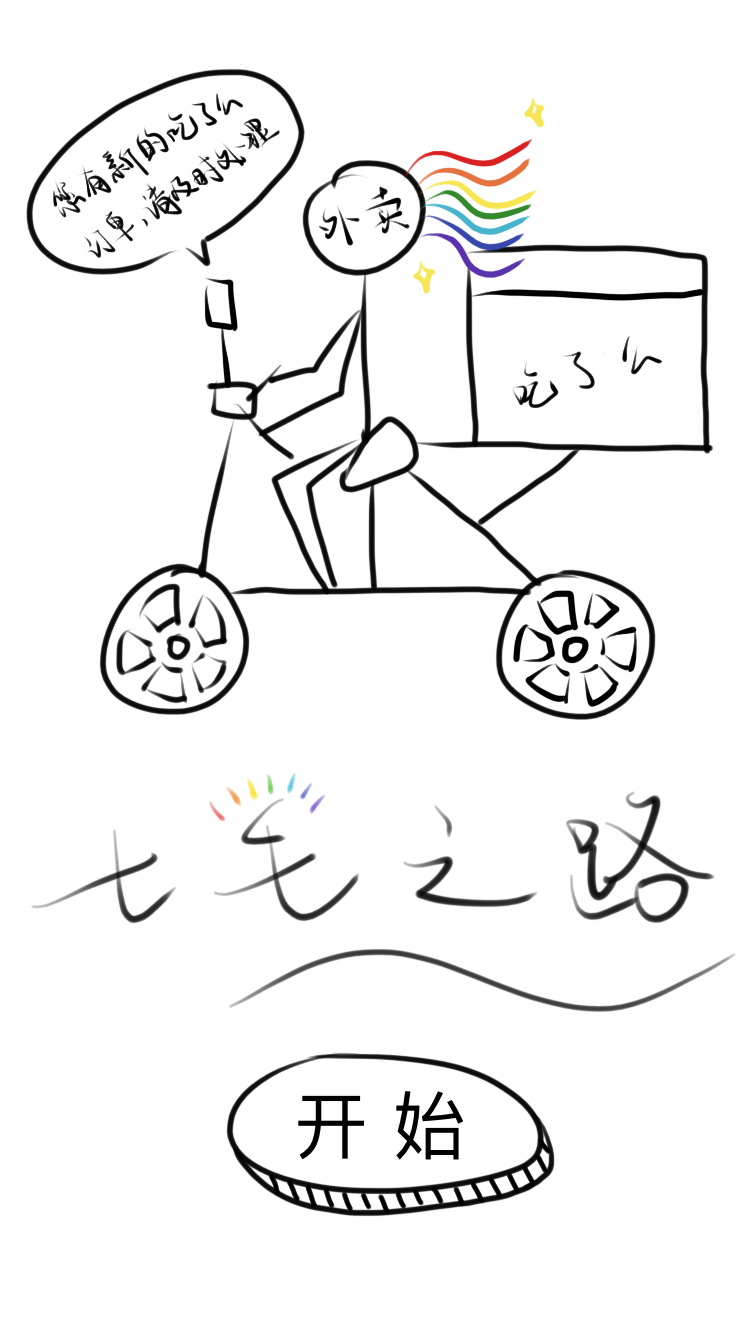 您有新的吃了么
订单,请及时处理
外卖
吃了么
七毛之路
开始